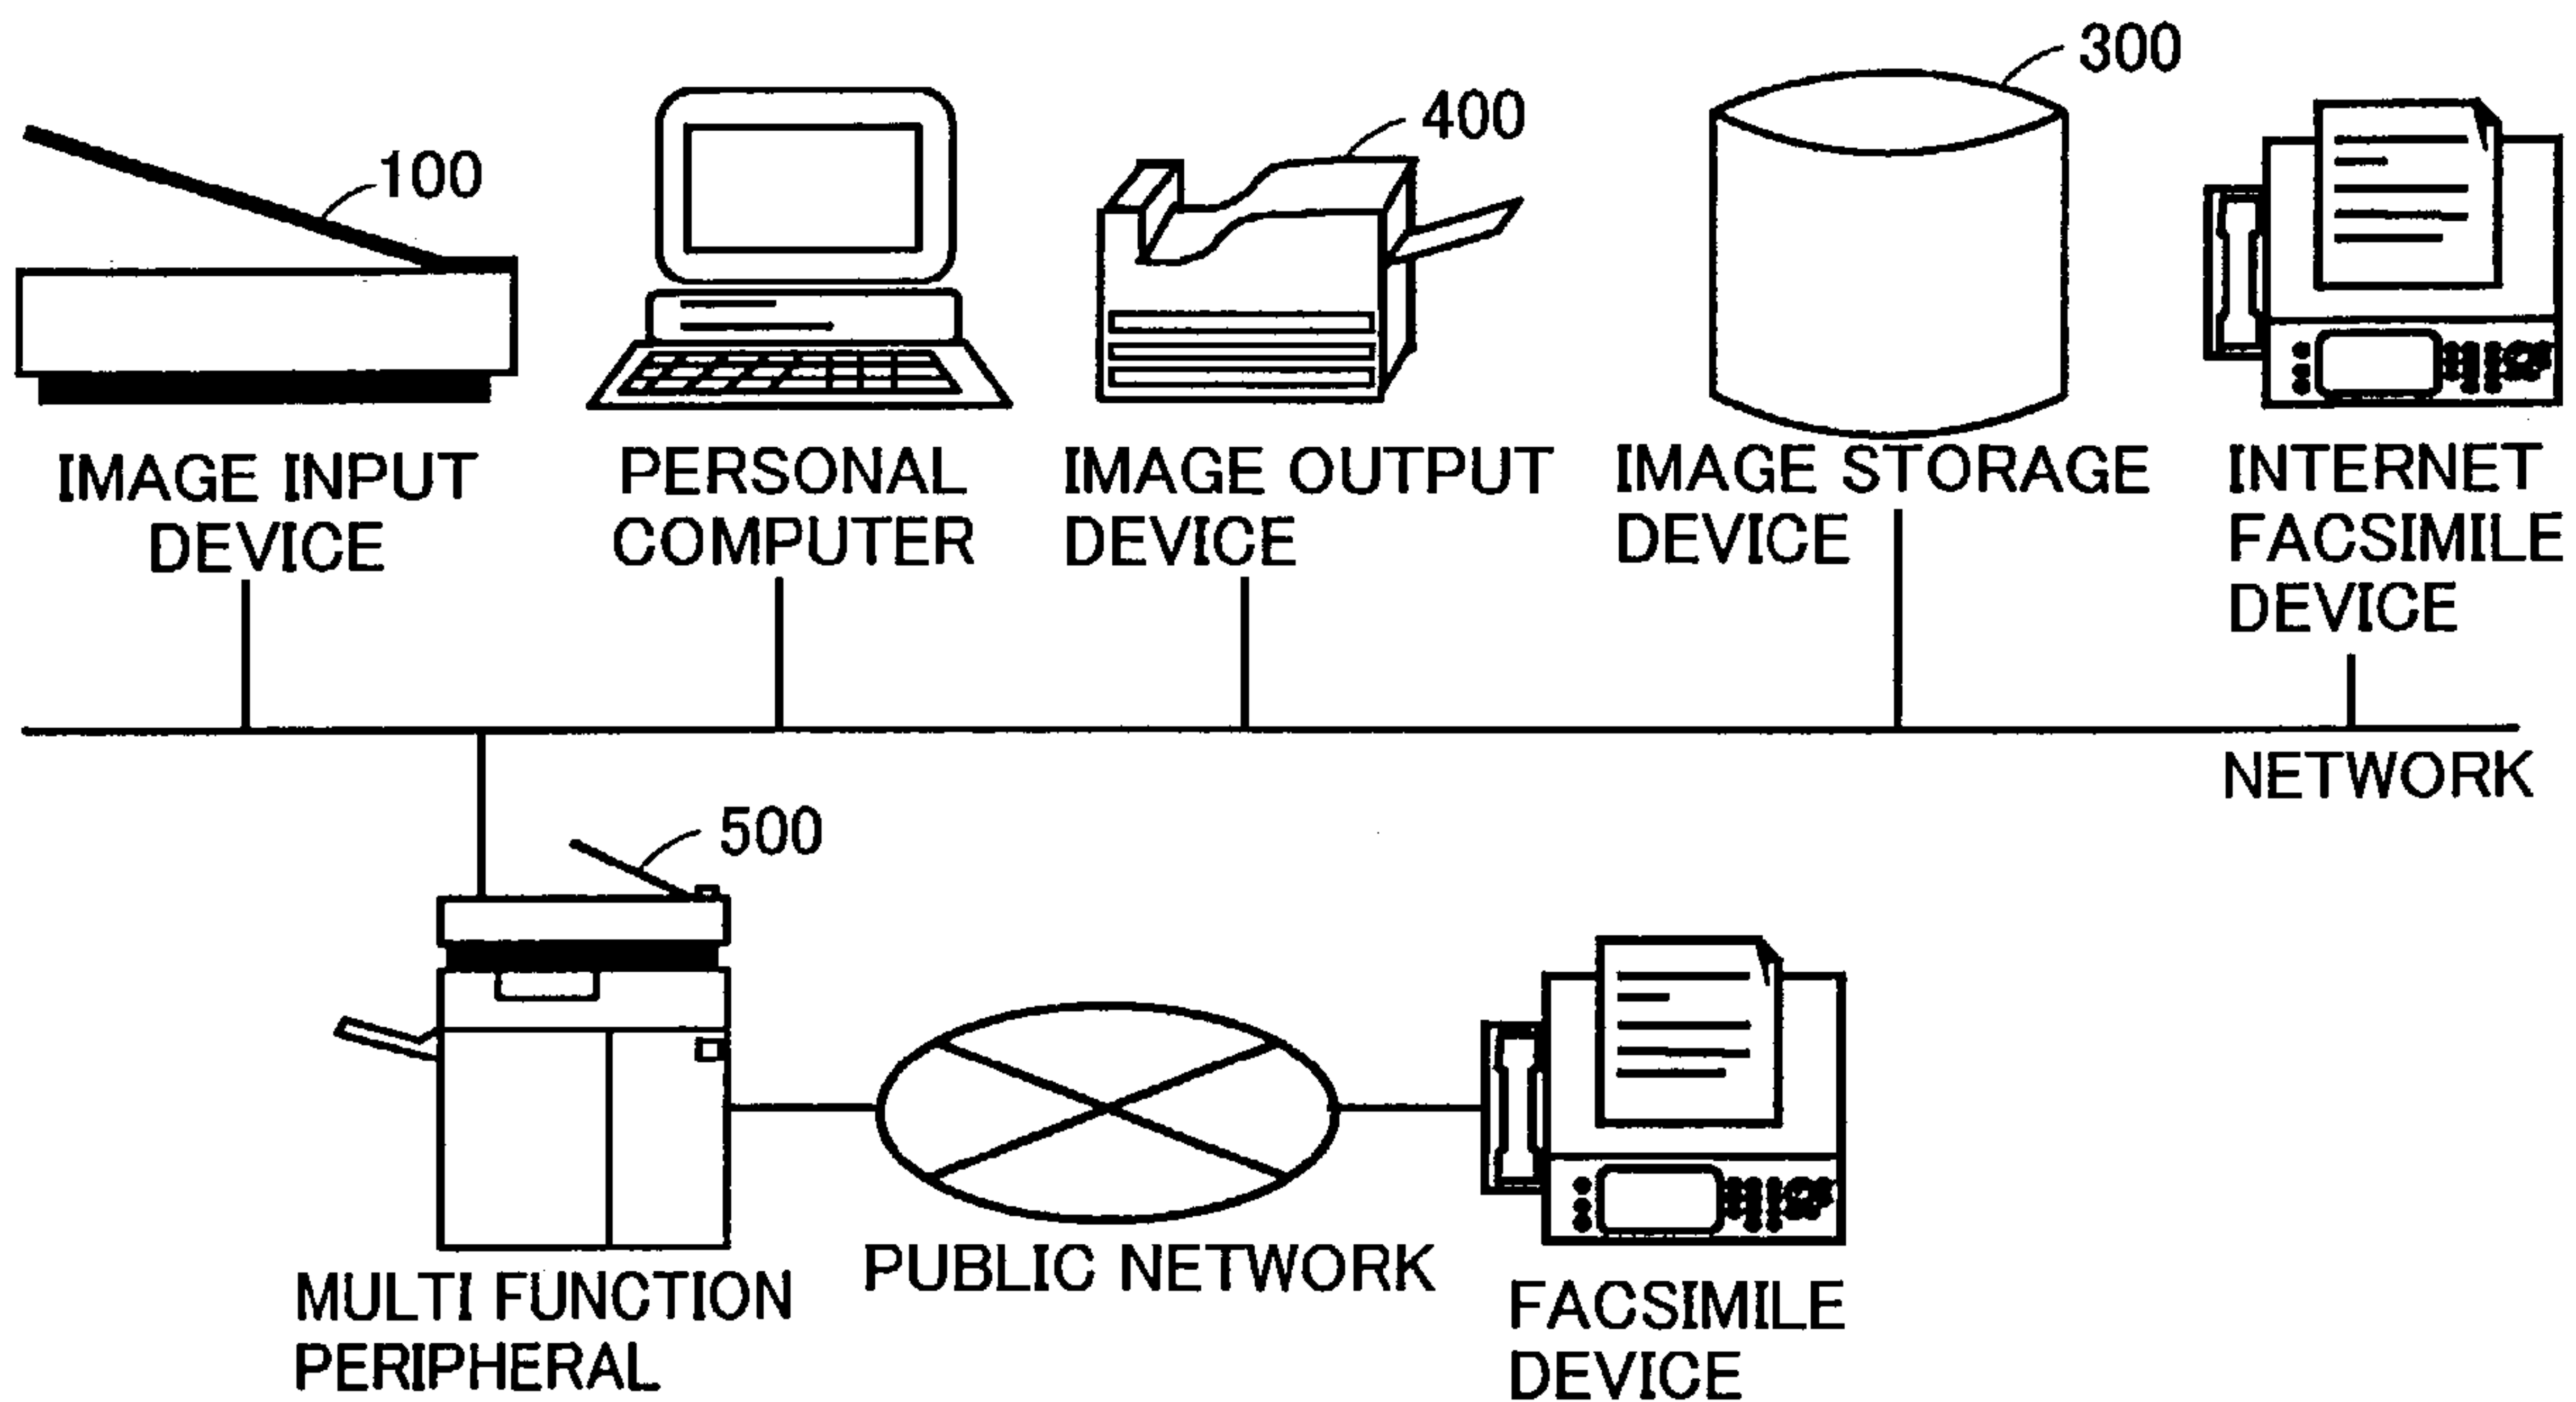 100
400
300
IMAGE INPUT
DEVICE
PERSONAL
COMPUTER
IMAGE OUTPUT
DEVICE
IMAGE STORAGE
DEVICE
INTERNET
FACSIMILE
DEVICE
NETWORK
500
MULTI FUNCTION
PERIPHERAL
PUBLIC NETWORK
FACSIMILE
DEVICE